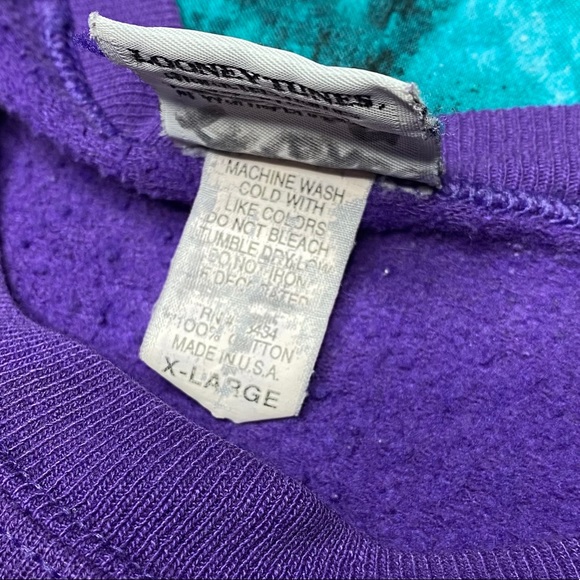 LOONEY TUNES,
MACHINE WASH
COLD WITH
LIKE COLORS
DO NOT BLEACH
TUMBLE DRY LOW
DO NOT IRON
RN
"100% COTTON"
MADE IN U.S.A.
X-LARGE